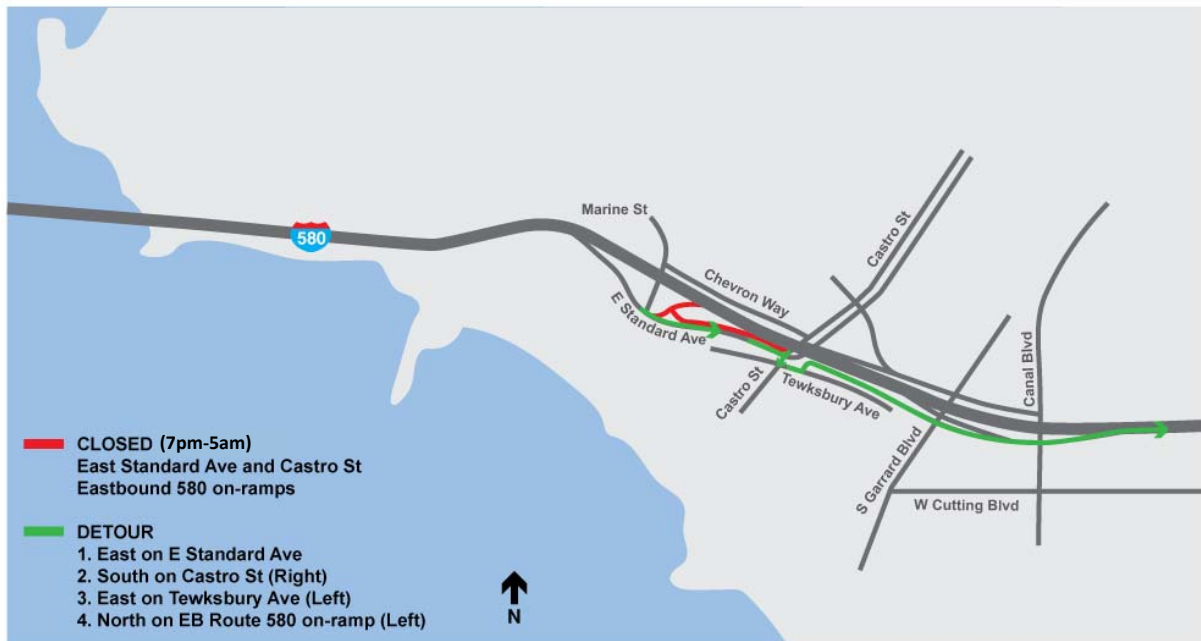 Marine St
Castro St
580
Chevron Way
E Standard Ave
Canal Blvd
Castro St
Tewksbury Ave
S Garrard Blvd
W Cutting Blvd
CLOSED (7pm-5am)
East Standard Ave and Castro St
Eastbound 580 on-ramps
DETOUR
1. East on E Standard Ave
2. South on Castro St (Right)
3. East on Tewksbury Ave (Left)
4. North on EB Route 580 on-ramp (Left)
N